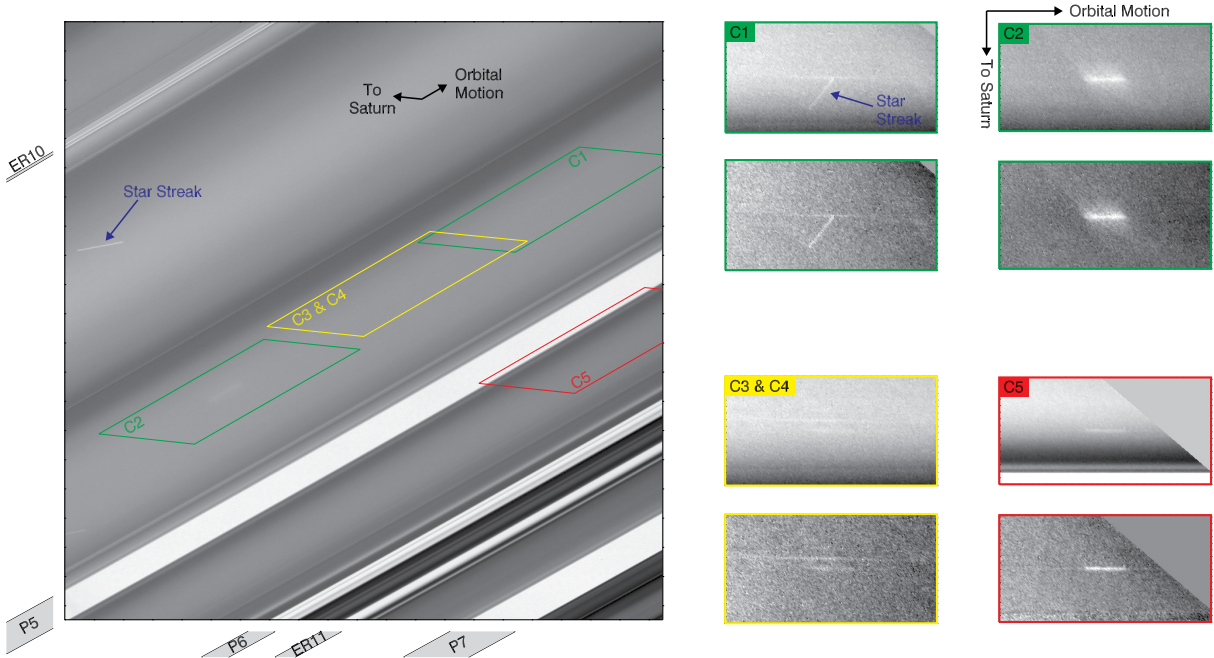 To
Saturn
Orbital
Motion
ER10
Star Streak
C1
C3 & C4
C2
C5
P5
P6
ER11
P7
C1
Star
Streak
Orbital Motion
To Saturn
C2
C3 & C4
C5